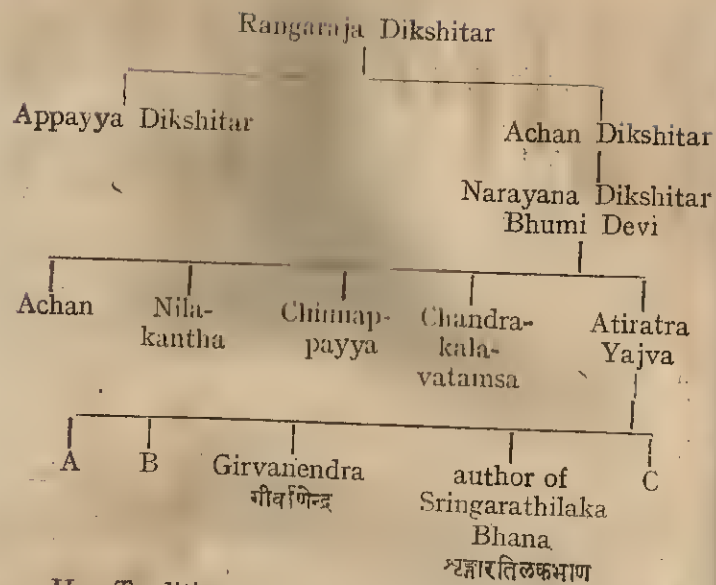 Rangaraja Dikshitar
Appayya Dikshitar
Achan Dikshitar
Narayana Dikshitar
Bhumi Devi
Achan Nila- Chinnap- Chandra- Atiratra
kantha payya kala- Yajva
vatamsa
A B Girvanendra author of C
गीर्वाणेन्द्र Sringarathilaka
Bhana
शृङ्गारतिलकभाण